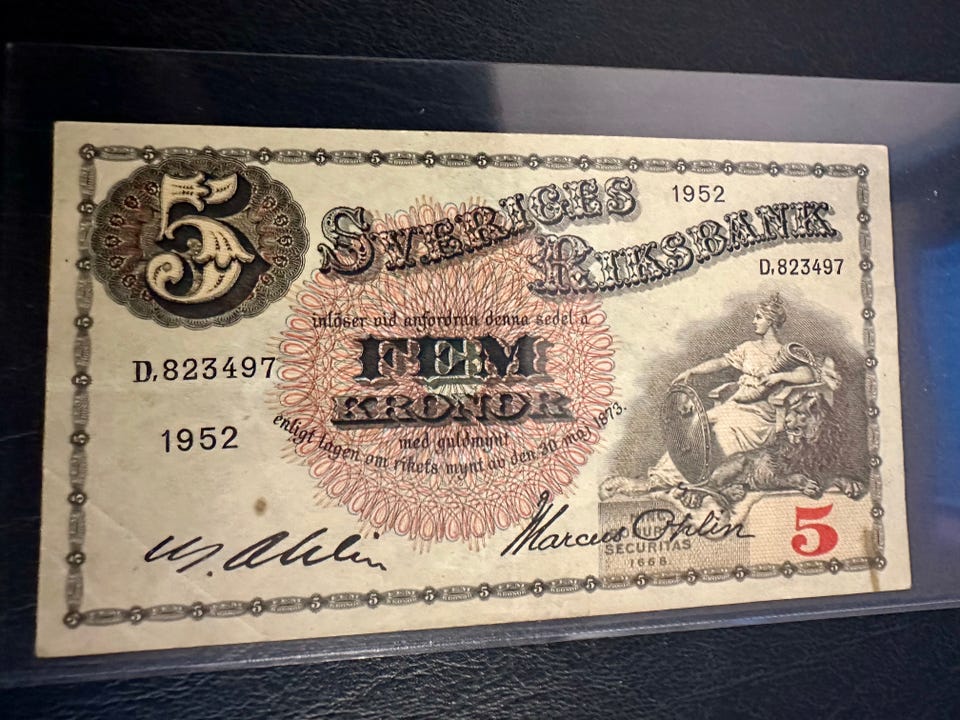 5
SVERIGES
1952
RIKSBANK
D,823497
inlöser vid anfordran denna sedel å
FEM
KRONOR
D,823497
med guldmynt
enligt lagen om rikets mynt av den 30 maj 1873.
1952
Marcus
SECURITAS
1668
5